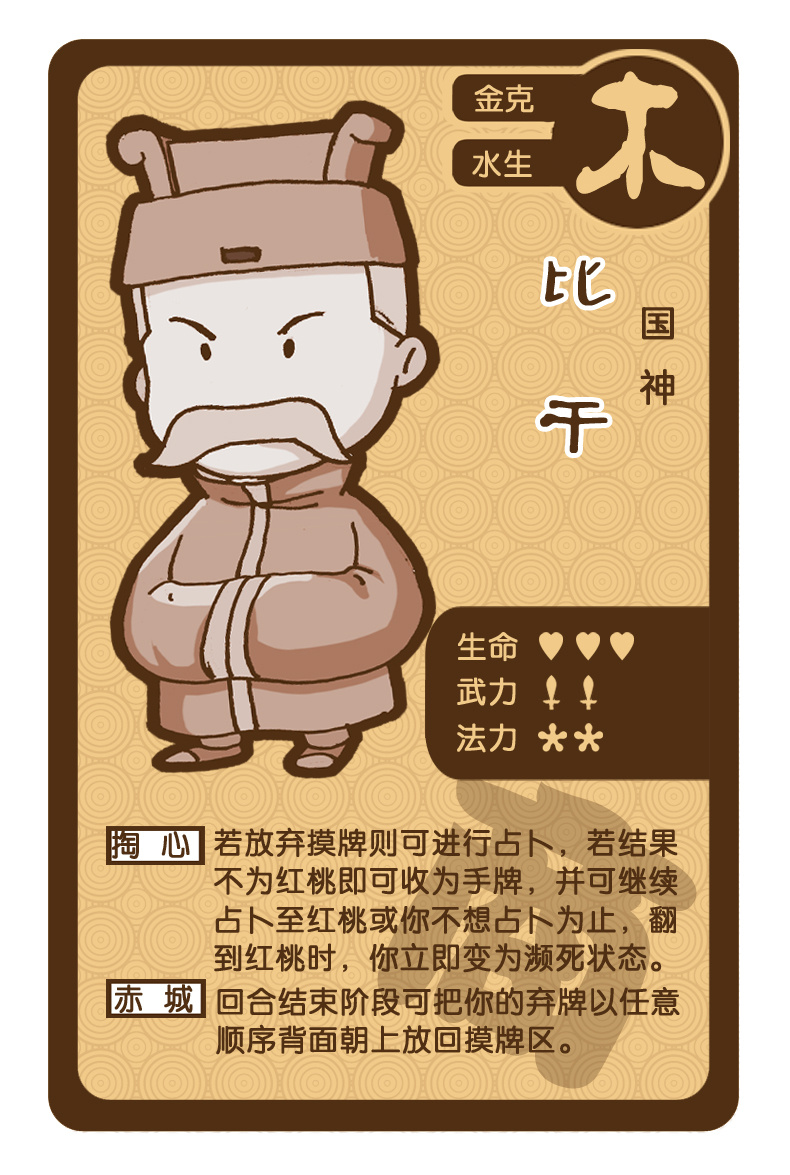 金克
木
水生
比干
国神
生命
武力
法力
掏心
若放弃摸牌则可进行占卜，若结果
不为红桃即可收为手牌，并可继续
占卜至红桃或你不想占卜为止，翻
到红桃时，你立即变为濒死状态。
赤城
回合结束阶段可把你的弃牌以任意
顺序背面朝上放回摸牌区。